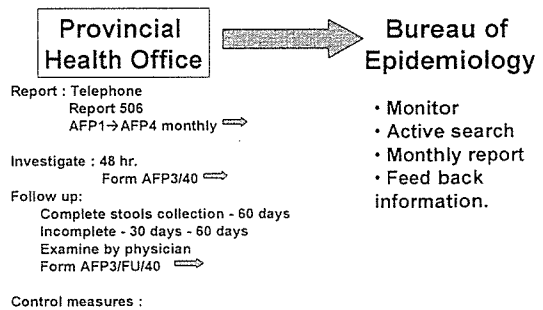 Provincial
Health Office
Report : Telephone
Report 506
AFP1→AFP4 monthly
Investigate : 48 hr.
Form AFP3/40
Follow up:
Complete stools collection - 60 days
Incomplete - 30 days - 60 days
Examine by physician
Form AFP3/FU/40
Control measures :
Bureau of
Epidemiology
• Monitor
• Active search
• Monthly report
• Feed back
information.